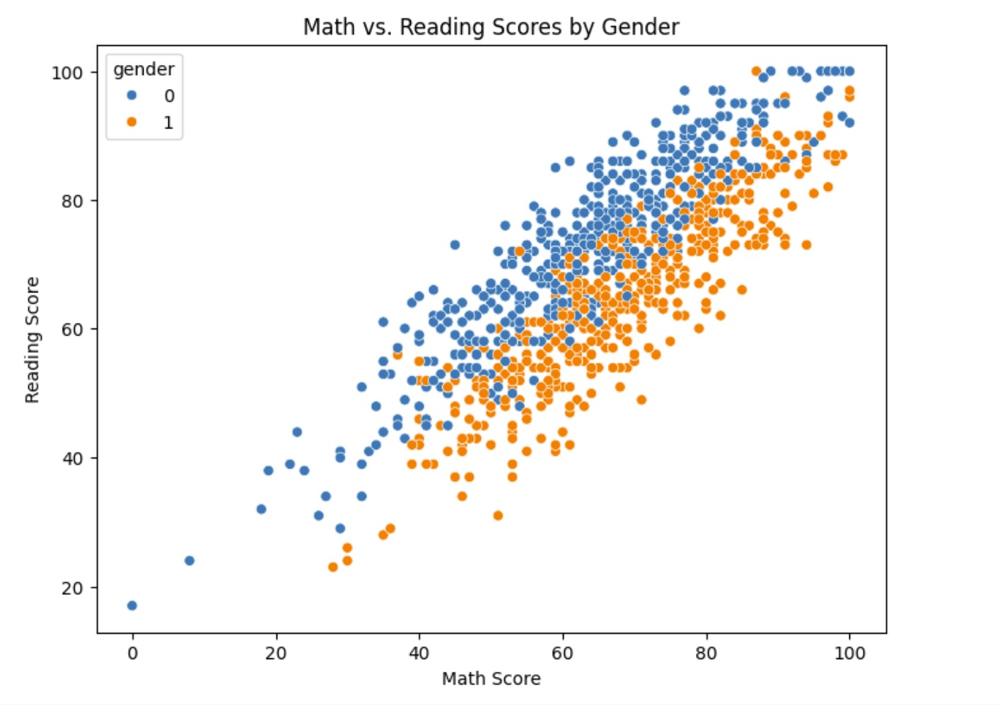 Math vs. Reading Scores by Gender
gender
0
1
100
80
60
40
20
Reading Score
0 20 40 60 80 100
Math Score